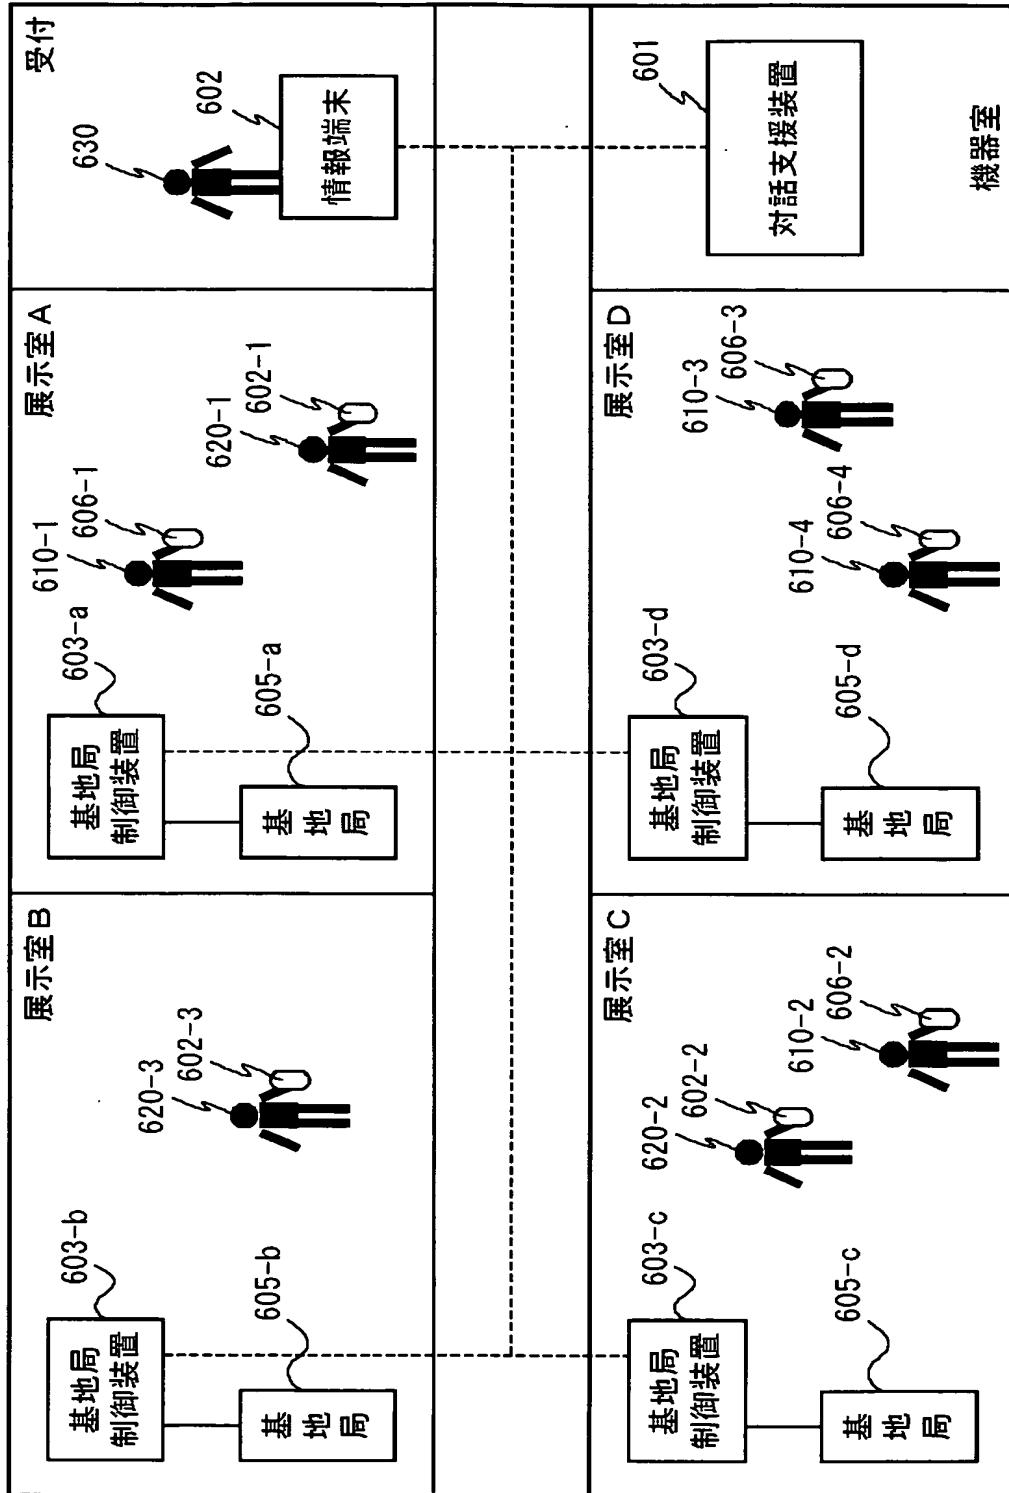 展示室B
603-b
基地局
制御装置
605-b
基地局
620-3
602-3
展示室A
603-a
基地局
制御装置
605-a
基地局
610-1
606-1
620-1
602-1
受付
630
602
情報端末
展示室C
603-c
基地局
制御装置
605-c
基地局
620-2
602-2
610-2
606-2
展示室D
603-d
基地局
制御装置
605-d
基地局
610-4
606-4
610-3
606-3
601
対話支援装置
機器室